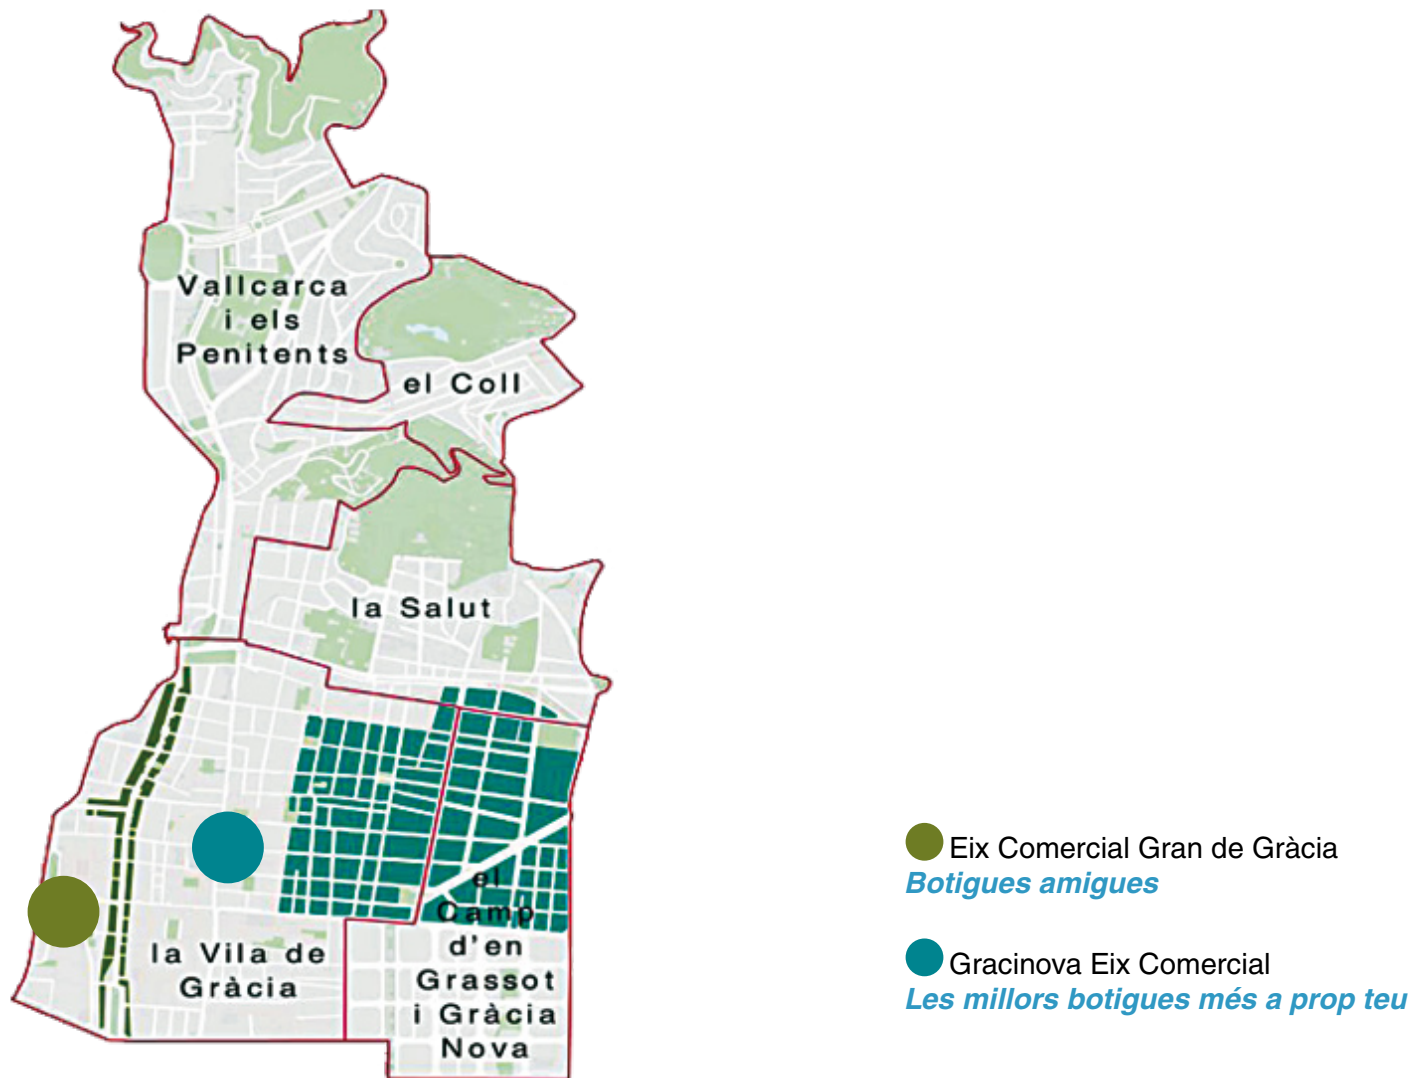 Vallcarca
i els
Penitents
el Coll
la Salut
la Vila de
Gràcia
el
Camp
d'en
Grassot
i Gràcia
Nova
Eix Comercial Gran de Gràcia
Botigues amigues
Gracinova Eix Comercial
Les millors botigues més a prop teu